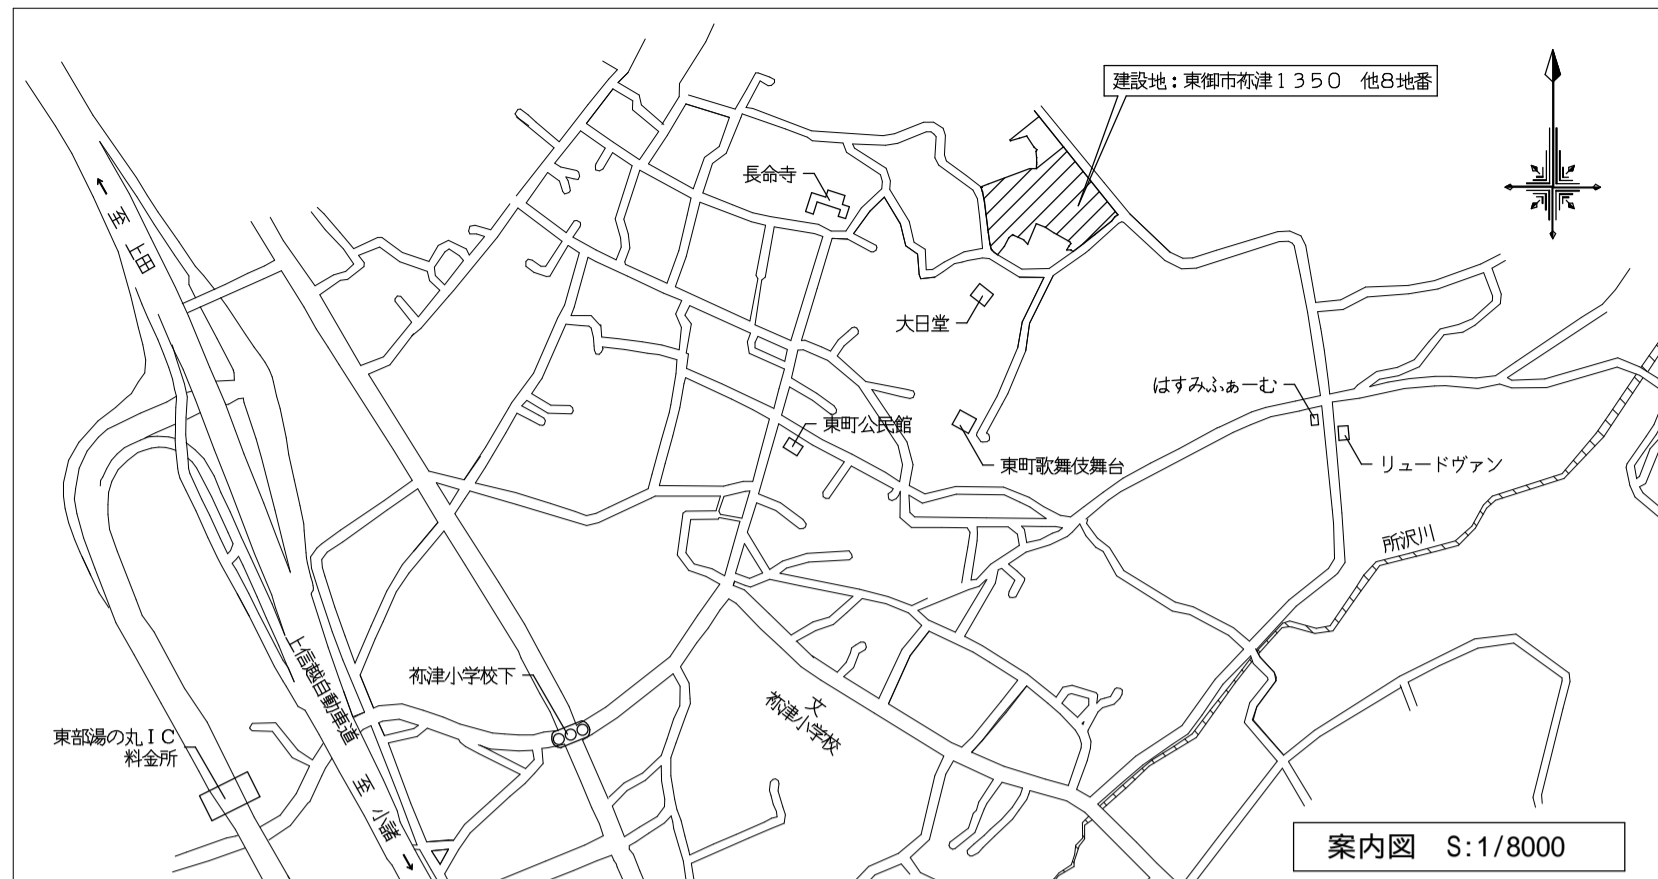 建設地：東御市祢津１３５０　他８地番
長命寺
至 上田
大日堂
はすみふぁーむ
東町公民館
東町歌舞伎舞台
リュードヴァン
所沢川
祢津小学校下
上信越自動車道
文
祢津小学校
東部湯の丸ＩＣ
料金所
至 小諸
案内図　S:1/8000